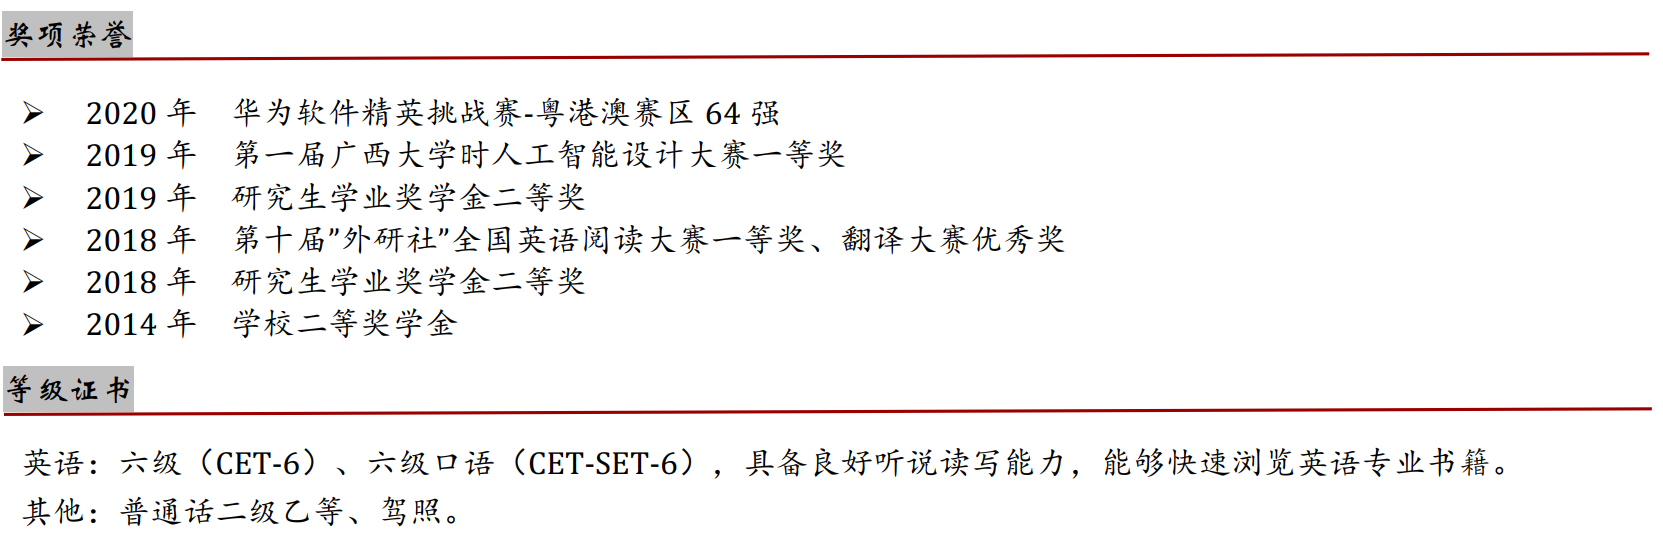 奖项荣誉
➢ 2020 年 华为软件精英挑战赛-粤港澳赛区 64 强
➢ 2019 年 第一届广西大学时人工智能设计大赛一等奖
➢ 2019 年 研究生学业奖学金二等奖
➢ 2018 年 第十届”外研社”全国英语阅读大赛一等奖、翻译大赛优秀奖
➢ 2018 年 研究生学业奖学金二等奖
➢ 2014 年 学校二等奖学金
等级证书
英语：六级（CET-6）、六级口语（CET-SET-6），具备良好听说读写能力，能够快速浏览英语专业书籍。
其他：普通话二级乙等、驾照。